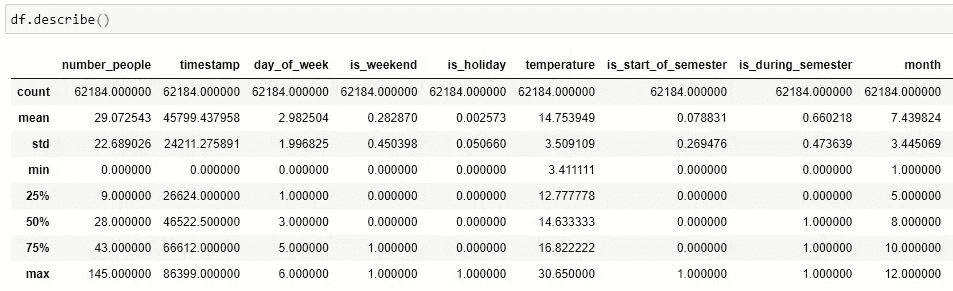 df.describe()
number_people timestamp day_of_week is_weekend is_holiday temperature is_start_of_semester is_during_semester month
count 62184.000000 62184.000000 62184.000000 62184.000000 62184.000000 62184.000000 62184.000000 62184.000000 62184.000000
mean 29.072543 45799.437958 2.982504 0.282870 0.002573 14.753949 0.078831 0.660218 7.439824
std 22.689026 24211.275891 1.996825 0.450398 0.050660 3.509109 0.269476 0.473639 3.445069
min 0.000000 0.000000 0.000000 0.000000 0.000000 3.411111 0.000000 0.000000 1.000000
25% 9.000000 26624.000000 1.000000 0.000000 0.000000 12.777778 0.000000 0.000000 5.000000
50% 28.000000 46522.500000 3.000000 0.000000 0.000000 14.633333 0.000000 1.000000 8.000000
75% 43.000000 66612.000000 5.000000 1.000000 0.000000 16.822222 0.000000 1.000000 10.000000
max 145.000000 86399.000000 6.000000 1.000000 1.000000 30.650000 1.000000 1.000000 12.000000